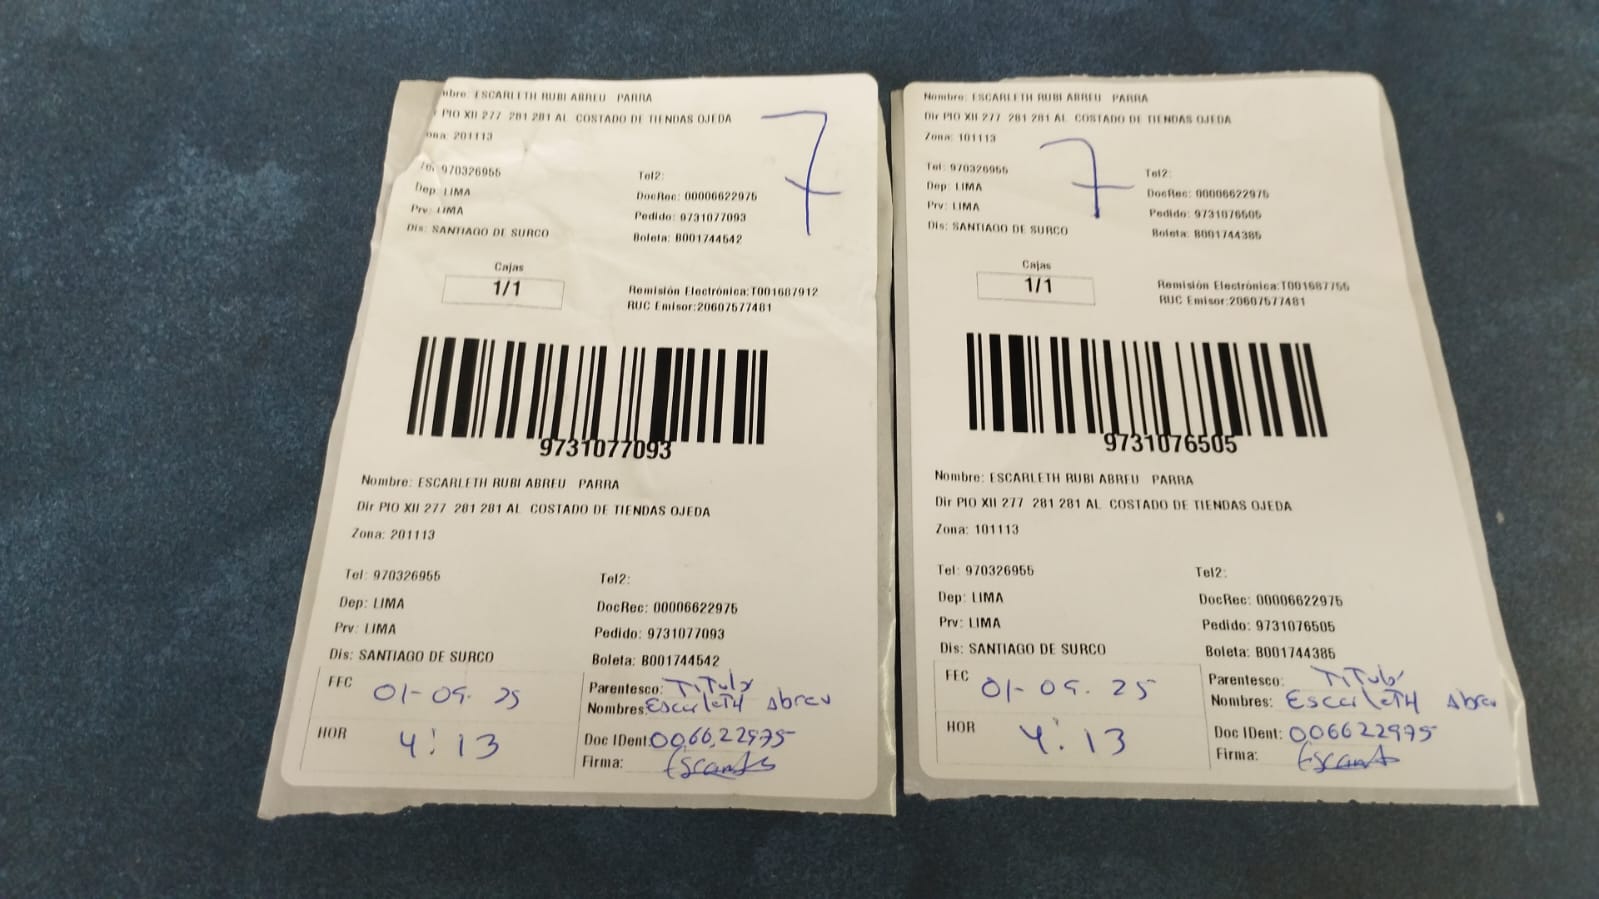 bre: ESCARLETH RUBI ABREU PARRA
PIO XII 277 281 281 AL COSTADO DE TIENDAS OJEDA
ona: 201113
7
Tel: 970326955
Tel2:
Dep: LIMA
DocRec: 00006622975
Prv: LIMA
Pedido: 9731077093
Dis: SANTIAGO DE SURCO
Boleta: B001744542
Cajas
1/1
Remisión Electrónica:T001687912
RUC Emisor:20607577481
9731077093
Nombre: ESCARLETH RUBI ABREU PARRA
Dir PIO XII 277 281 281 AL COSTADO DE TIENDAS OJEDA
Zona: 201113
Tel: 970326955
Tel2:
Dep: LIMA
DocRec: 00006622975
Prv: LIMA
Pedido: 9731077093
Dis: SANTIAGO DE SURCO
Boleta: B001744542
FFC 01-09-25
Parentesco: Titular
Nombres: EscarletH Abreu
HOR 4:13
Doc IDent: 006622975
Firma:
Nombre: ESCARLETH RUBI ABREU PARRA
Dir PIO XII 277 281 281 AL COSTADO DE TIENDAS OJEDA
Zona: 101113
7
Tel: 970326955
Tel2:
Dep: LIMA
DocRec: 00006622975
Prv: LIMA
Pedido: 9731076505
Dis: SANTIAGO DE SURCO
Boleta: B001744385
Cajas
1/1
Remisión Electrónica:T001687755
RUC Emisor:20607577481
9731076505
Nombre: ESCARLETH RUBI ABREU PARRA
Dir PIO XII 277 281 281 AL COSTADO DE TIENDAS OJEDA
Zona: 101113
Tel: 970326955
Tel2:
Dep: LIMA
DocRec: 00006622975
Prv: LIMA
Pedido: 9731076505
Dis: SANTIAGO DE SURCO
Boleta: B001744385
FFC 01-09.25
Parentesco: Titular
Nombres: EscarletH Abreu
HOR 4:13
Doc IDent: 006622975
Firma: